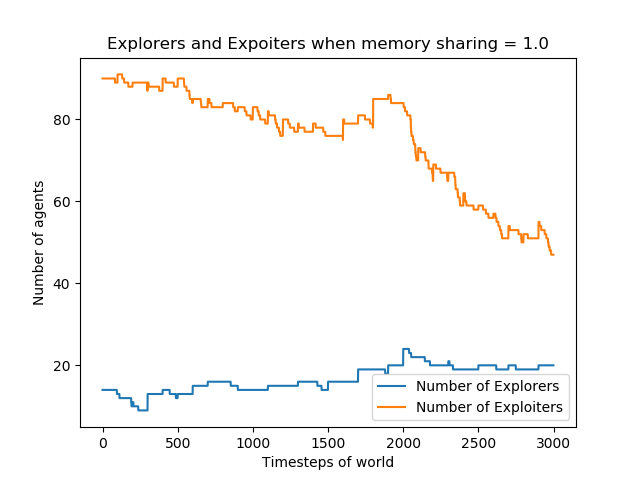 Explorers and Expoiters when memory sharing = 1.0
Number of agents
80
60
40
20
0
500
1000
1500
2000
2500
3000
Timesteps of world
Number of Explorers
Number of Exploiters